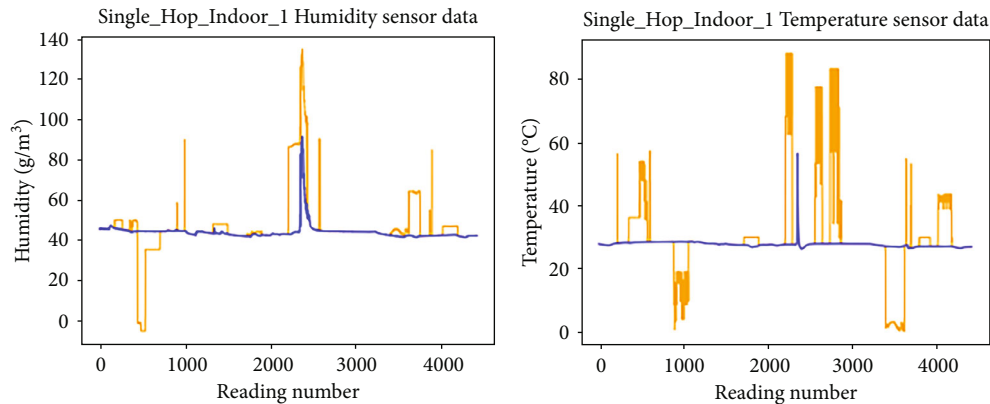 Single_Hop_Indoor_1 Humidity sensor data
140
120
100
80
60
40
20
0
Humidity (g/m³)
0 1000 2000 3000 4000
Reading number
Single_Hop_Indoor_1 Temperature sensor data
80
60
40
20
0
Temperature (°C)
0 1000 2000 3000 4000
Reading number